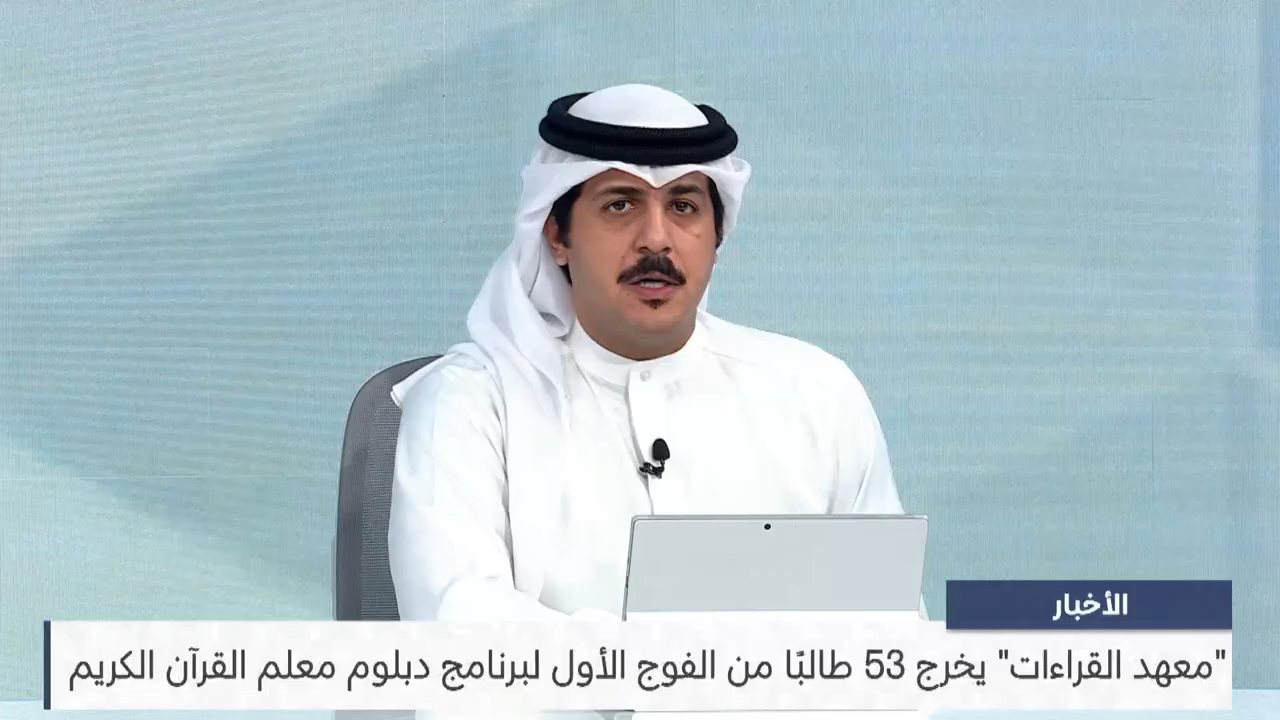 الأخبار
"معهد القراءات" يخرج 53 طالبًا من الفوج الأول لبرنامج دبلوم معلم القرآن الكريم